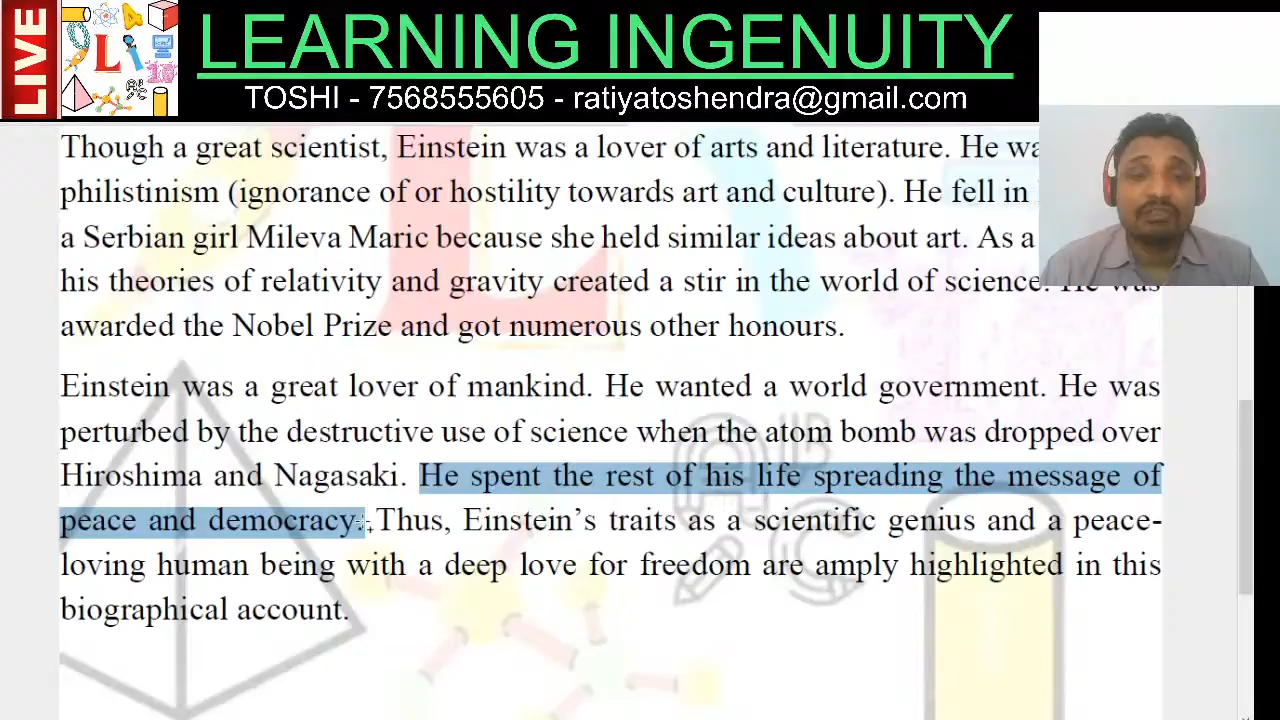 LIVE
LEARNING INGENUITY
TOSHI - 7568555605 - ratiyatoshendra@gmail.com
Though a great scientist, Einstein was a lover of arts and literature. He
philistinism (ignorance of or hostility towards art and culture). He fell in
a Serbian girl Mileva Maric because she held similar ideas about art. As a
his theories of relativity and gravity created a stir in the world of science. He was
awarded the Nobel Prize and got numerous other honours.
Einstein was a great lover of mankind. He wanted a world government. He was
perturbed by the destructive use of science when the atom bomb was dropped over
Hiroshima and Nagasaki. He spent the rest of his life spreading the message of
peace and democracy. Thus, Einstein’s traits as a scientific genius and a peace-
loving human being with a deep love for freedom are amply highlighted in this
biographical account.